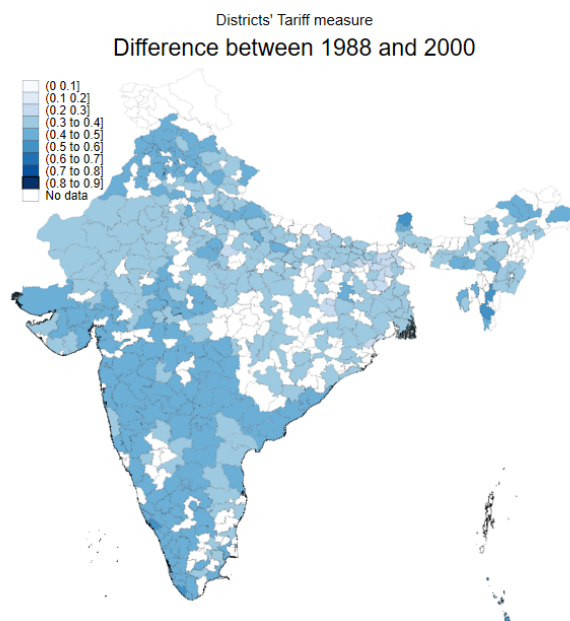 Districts' Tariff measure
Difference between 1988 and 2000
(0 0.1]
(0.1 0.2]
(0.2 0.3]
(0.3 to 0.4]
(0.4 to 0.5]
(0.5 to 0.6]
(0.6 to 0.7]
(0.7 to 0.8]
(0.8 to 0.9]
No data